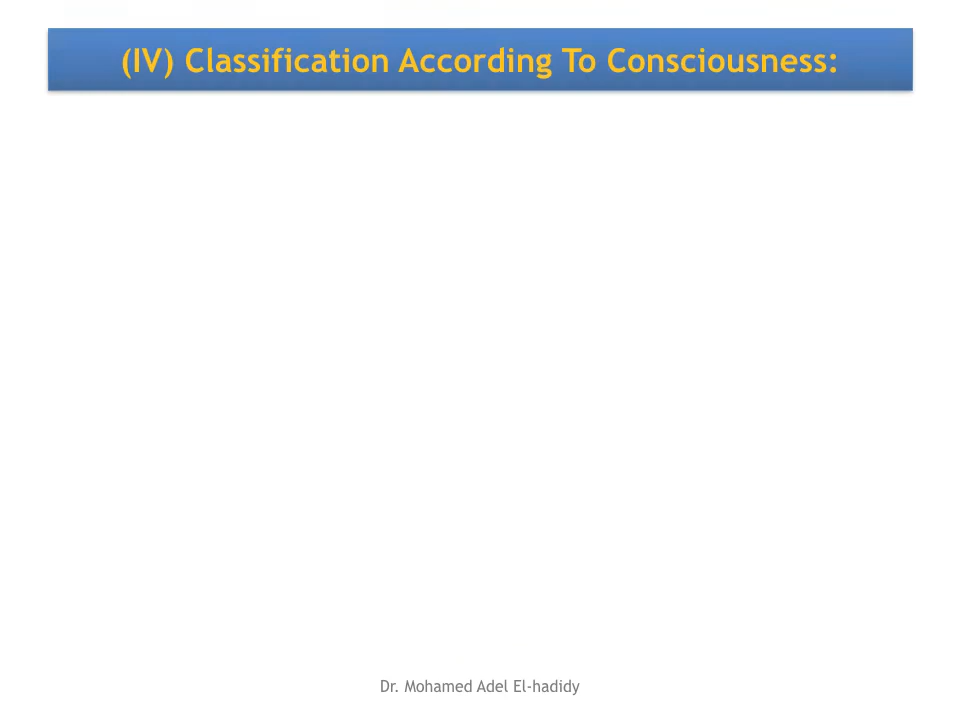 (IV) Classification According To Consciousness:
Dr. Mohamed Adel El-hadidy